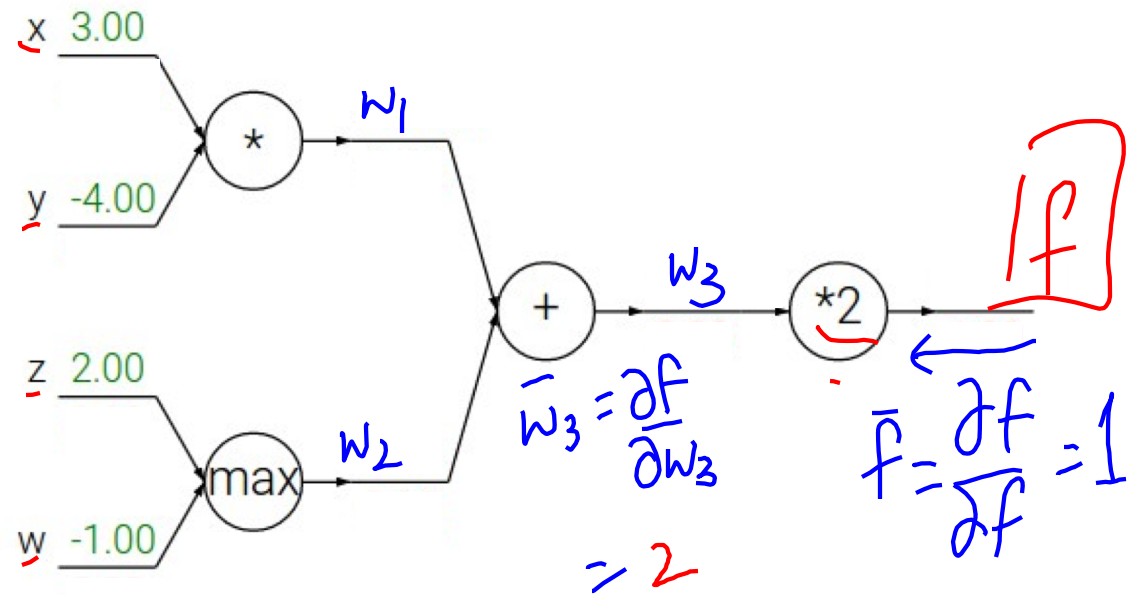 x 3.00
w1
*
y -4.00
w3
f
+
*2
z 2.00
w̄3 = ∂f/∂w3
f̄ = ∂f/∂f = 1
w2
max
w -1.00
= 2